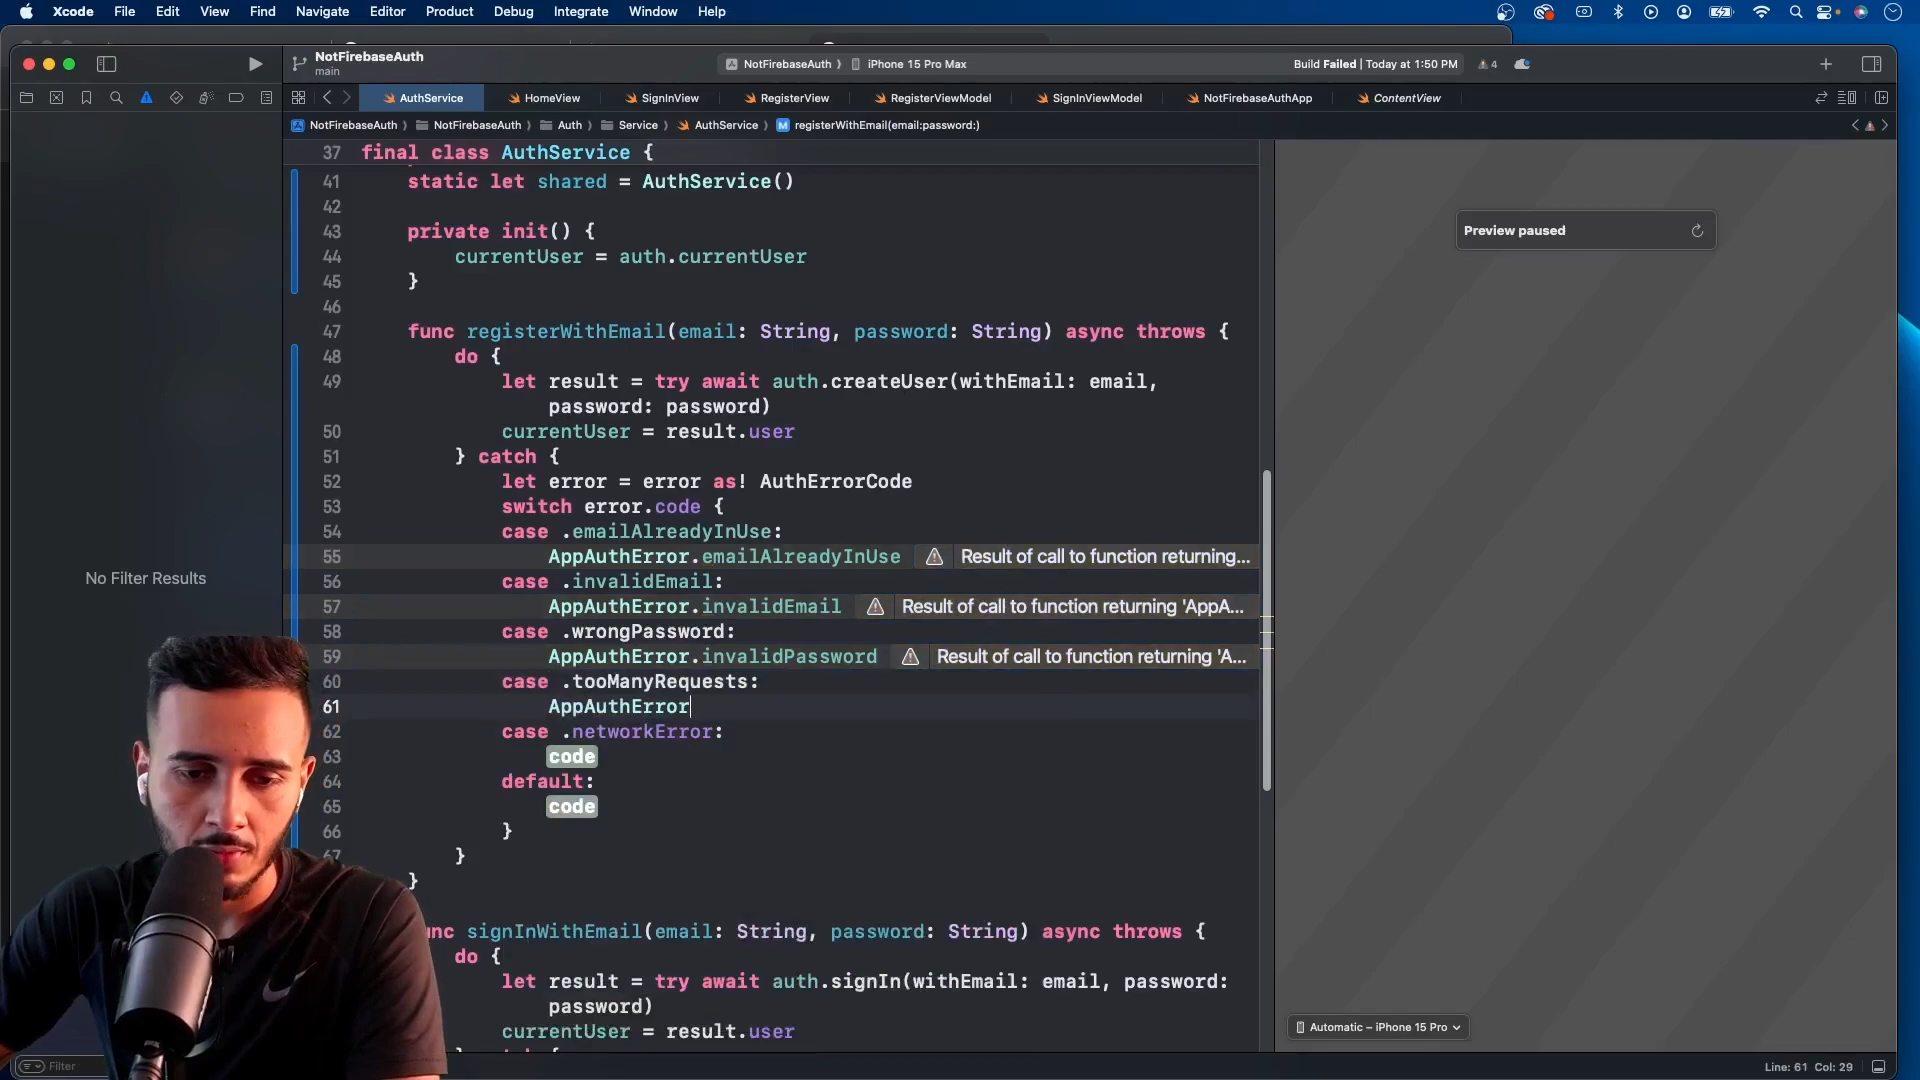 Xcode File Edit View Find Navigate Editor Product Debug Integrate Window Help
NotFirebaseAuth
main
NotFirebaseAuth 〉 iPhone 15 Pro Max
Build Failed | Today at 1:50 PM
4
AuthService HomeView SignInView RegisterView RegisterViewModel SignInViewModel NotFirebaseAuthApp ContentView
NotFirebaseAuth 〉 NotFirebaseAuth 〉 Auth 〉 Service 〉 AuthService 〉 M registerWithEmail(email:password:)
37 final class AuthService {
41 static let shared = AuthService()
42
43 private init() {
44 currentUser = auth.currentUser
45 }
46
47 func registerWithEmail(email: String, password: String) async throws {
48 do {
49 let result = try await auth.createUser(withEmail: email,
password: password)
50 currentUser = result.user
51 } catch {
52 let error = error as! AuthErrorCode
53 switch error.code {
54 case .emailAlreadyInUse:
55 AppAuthError.emailAlreadyInUse Result of call to function returning...
56 case .invalidEmail:
57 AppAuthError.invalidEmail Result of call to function returning 'AppA...
58 case .wrongPassword:
59 AppAuthError.invalidPassword Result of call to function returning 'A...
60 case .tooManyRequests:
61 AppAuthError
62 case .networkError:
63 code
64 default:
65 code
66 }
67 }
}
nc signInWithEmail(email: String, password: String) async throws {
do {
let result = try await auth.signIn(withEmail: email, password:
password)
currentUser = result.user
No Filter Results
Filter
Preview paused
Automatic – iPhone 15 Pro
Line: 61 Col: 29